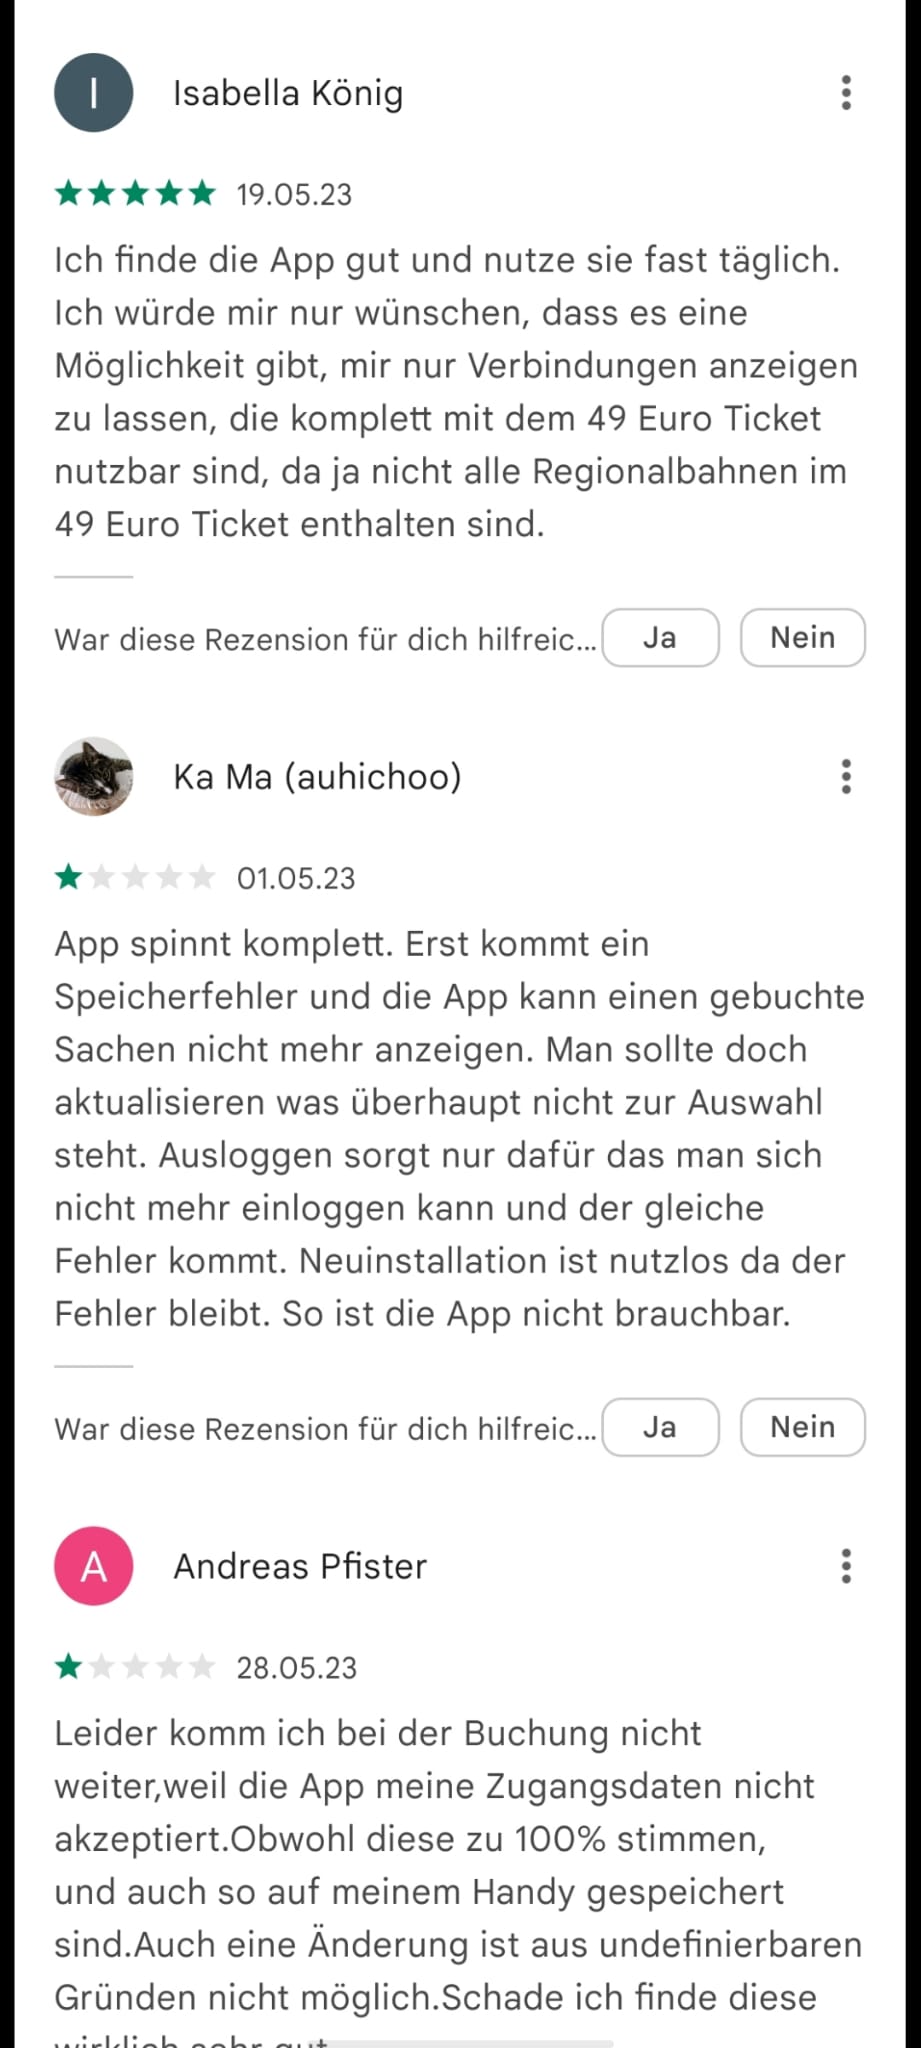 I
Isabella König
19.05.23
Ich finde die App gut und nutze sie fast täglich.
Ich würde mir nur wünschen, dass es eine
Möglichkeit gibt, mir nur Verbindungen anzeigen
zu lassen, die komplett mit dem 49 Euro Ticket
nutzbar sind, da ja nicht alle Regionalbahnen im
49 Euro Ticket enthalten sind.
War diese Rezension für dich hilfreic... Ja Nein
Ka Ma (auhichoo)
01.05.23
App spinnt komplett. Erst kommt ein
Speicherfehler und die App kann einen gebuchte
Sachen nicht mehr anzeigen. Man sollte doch
aktualisieren was überhaupt nicht zur Auswahl
steht. Ausloggen sorgt nur dafür das man sich
nicht mehr einloggen kann und der gleiche
Fehler kommt. Neuinstallation ist nutzlos da der
Fehler bleibt. So ist die App nicht brauchbar.
War diese Rezension für dich hilfreic... Ja Nein
A
Andreas Pfister
28.05.23
Leider komm ich bei der Buchung nicht
weiter,weil die App meine Zugangsdaten nicht
akzeptiert.Obwohl diese zu 100% stimmen,
und auch so auf meinem Handy gespeichert
sind.Auch eine Änderung ist aus undefinierbaren
Gründen nicht möglich.Schade ich finde diese
wirklich sehr gut